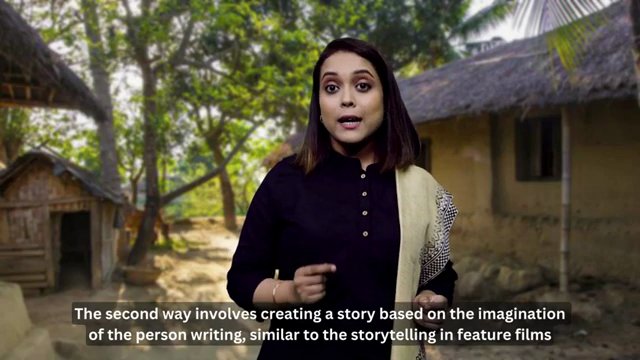 The second way involves creating a story based on the imagination
of the person writing, similar to the storytelling in feature films